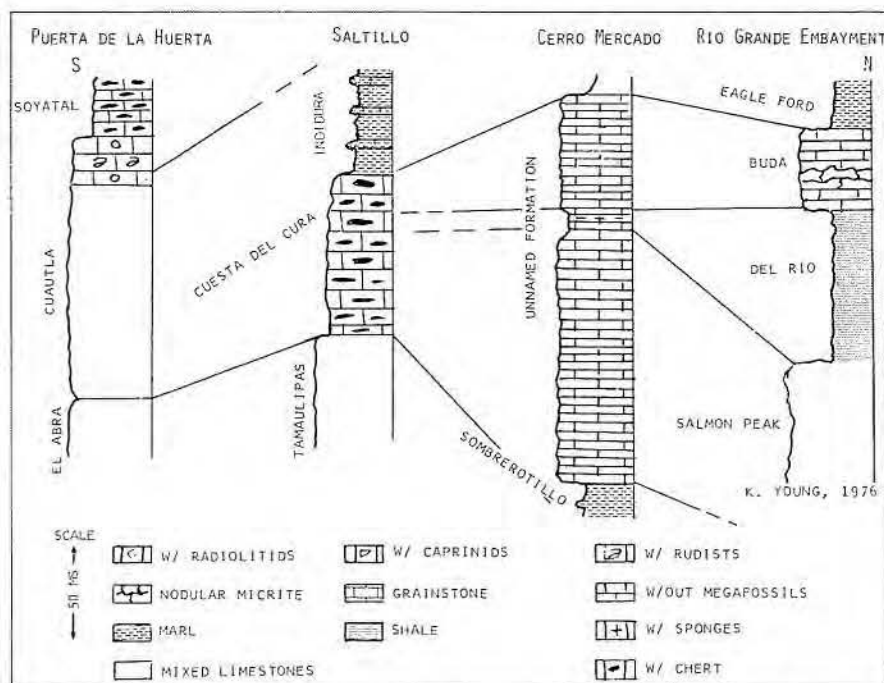 PUERTA DE LA HUERTA SALTILLO CERRO MERCADO RIO GRANDE EMBAYMENT
S N
SOYATAL
CUAUTLA
EL ABRA
INDIDURA
CUESTA DEL CURA
TAMAULIPAS
SOMBREROTILLO
UNNAMED FORMATION
EAGLE FORD
BUDA
DEL RIO
SALMON PEAK
K. YOUNG, 1976
SCALE
50 MS
W/ RADIOLITIDS W/ CAPRINIDS W/ RUDISTS
NODULAR MICRITE GRAINSTONE W/OUT MEGAFOSSILS
MARL SHALE W/ SPONGES
MIXED LIMESTONES W/ CHERT